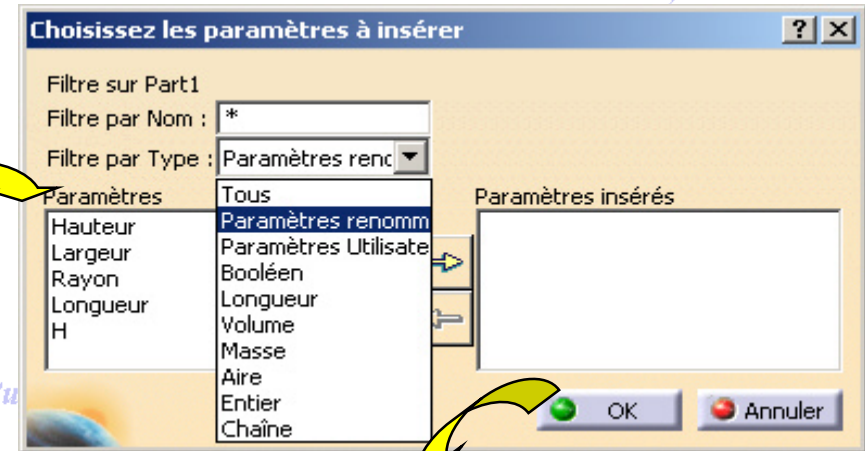 Choisissez les paramètres à insérer
Filtre sur Part1
Filtre par Nom : *
Filtre par Type : Paramètres reno
Paramètres
Hauteur
Largeur
Rayon
Longueur
H
Tous
Paramètres renomm
Paramètres Utilisate
Booléen
Longueur
Volume
Masse
Aire
Entier
Chaîne
Paramètres insérés
OK Annuler